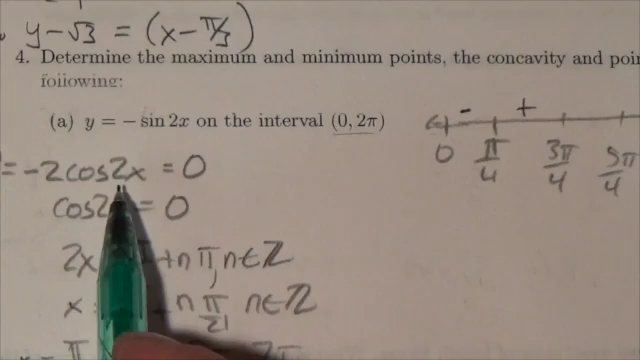 y-√3 = (x-π/3)
4. Determine the maximum and minimum points, the concavity and
following:
(a) y = − sin 2x on the interval (0, 2π)
- +
0 π/4 3π/4 5π/4
= -2cos2x = 0
cos2 = 0
2x +nπ, n∈ℤ
x n π/2, n∈ℤ